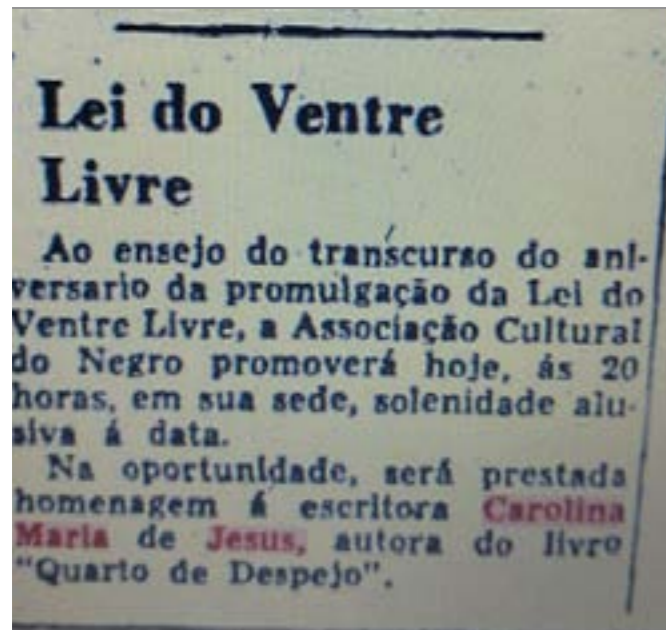 Lei do Ventre
Livre
Ao ensejo do transcurso do ani-
versario da promulgação da Lei do
Ventre Livre, a Associação Cultural
do Negro promoverá hoje, ás 20
horas, em sua sede, solenidade alu-
siva á data.
Na oportunidade, será prestada
homenagem á escritora Carolina
Maria de Jesus, autora do livro
"Quarto de Despejo".